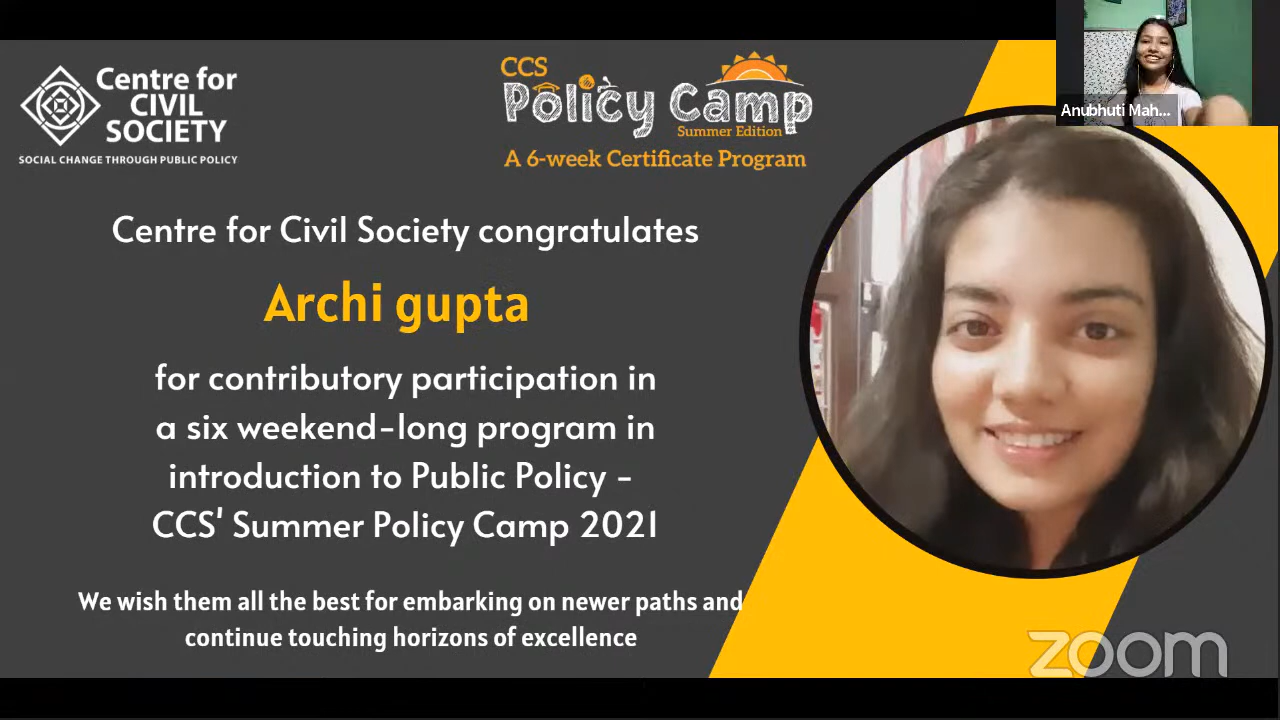 Centre for
CIVIL
SOCIETY
SOCIAL CHANGE THROUGH PUBLIC POLICY
CCS
Policy Camp
Summer Edition
A 6-week Certificate Program
Anubhuti Mah...
Centre for Civil Society congratulates
Archi gupta
for contributory participation in
a six weekend-long program in
introduction to Public Policy -
CCS' Summer Policy Camp 2021
We wish them all the best for embarking on newer paths and
continue touching horizons of excellence
zoom